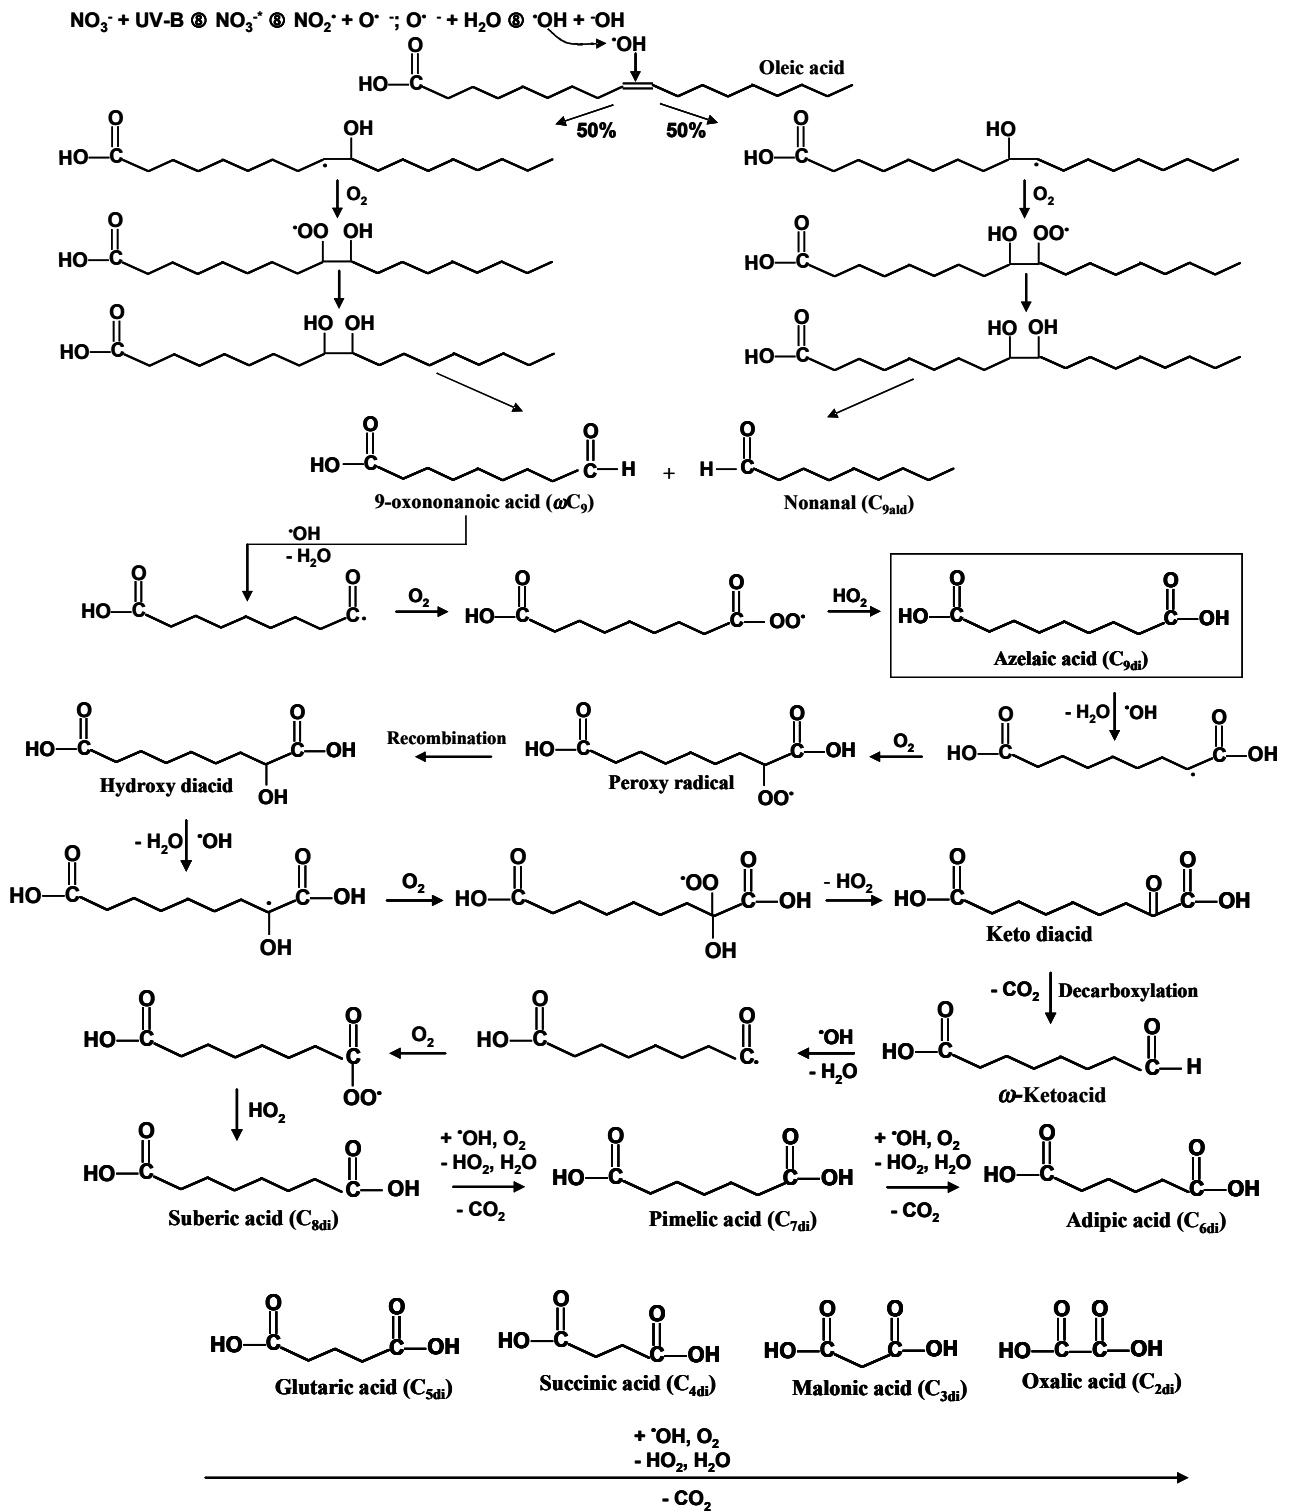 NO₃⁻ + UV-B ⑧ NO₃⁻* ⑧ NO₂• + O• ⁻; O• ⁻ + H₂O ⑧ •OH + ⁻OH
•OH
O
HO C
Oleic acid
50% 50%
O OH
HO C •
O HO
HO C •
O₂
O₂
O •OO OH
HO C
O HO OO•
HO C
O HO OH
HO C
O HO OH
HO C
O O
HO C C H
+
O
H C
9-oxononanoic acid (ωC₉)
Nonanal (C9ald)
•OH
- H₂O
O O
HO C C•
O₂
O O
HO C C OO•
HO₂
O O
HO C C OH
Azelaic acid (C9di)
- H₂O •OH
O O
HO C C OH
OH
Hydroxy diacid
Recombination
O O
HO C C OH
OO•
Peroxy radical
O₂
O O
HO C • C OH
- H₂O •OH
O O
HO C • C OH
OH
O₂
O •OO O
HO C C OH
OH
- HO₂
O O O
HO C C OH
Keto diacid
- CO₂ Decarboxylation
O O
HO C C
OO•
O₂
O O
HO C C•
•OH
- H₂O
O O
HO C C H
ω-Ketoacid
HO₂
O O
HO C C OH
Suberic acid (C8di)
+ •OH, O₂
- HO₂, H₂O
- CO₂
O O
HO C C OH
Pimelic acid (C7di)
+ •OH, O₂
- HO₂, H₂O
- CO₂
O O
HO C C OH
Adipic acid (C6di)
O O
HO C C OH
Glutaric acid (C5di)
O O
HO C C OH
Succinic acid (C4di)
O O
HO C C OH
Malonic acid (C3di)
O O
HO C C OH
Oxalic acid (C2di)
+ •OH, O₂
- HO₂, H₂O
- CO₂